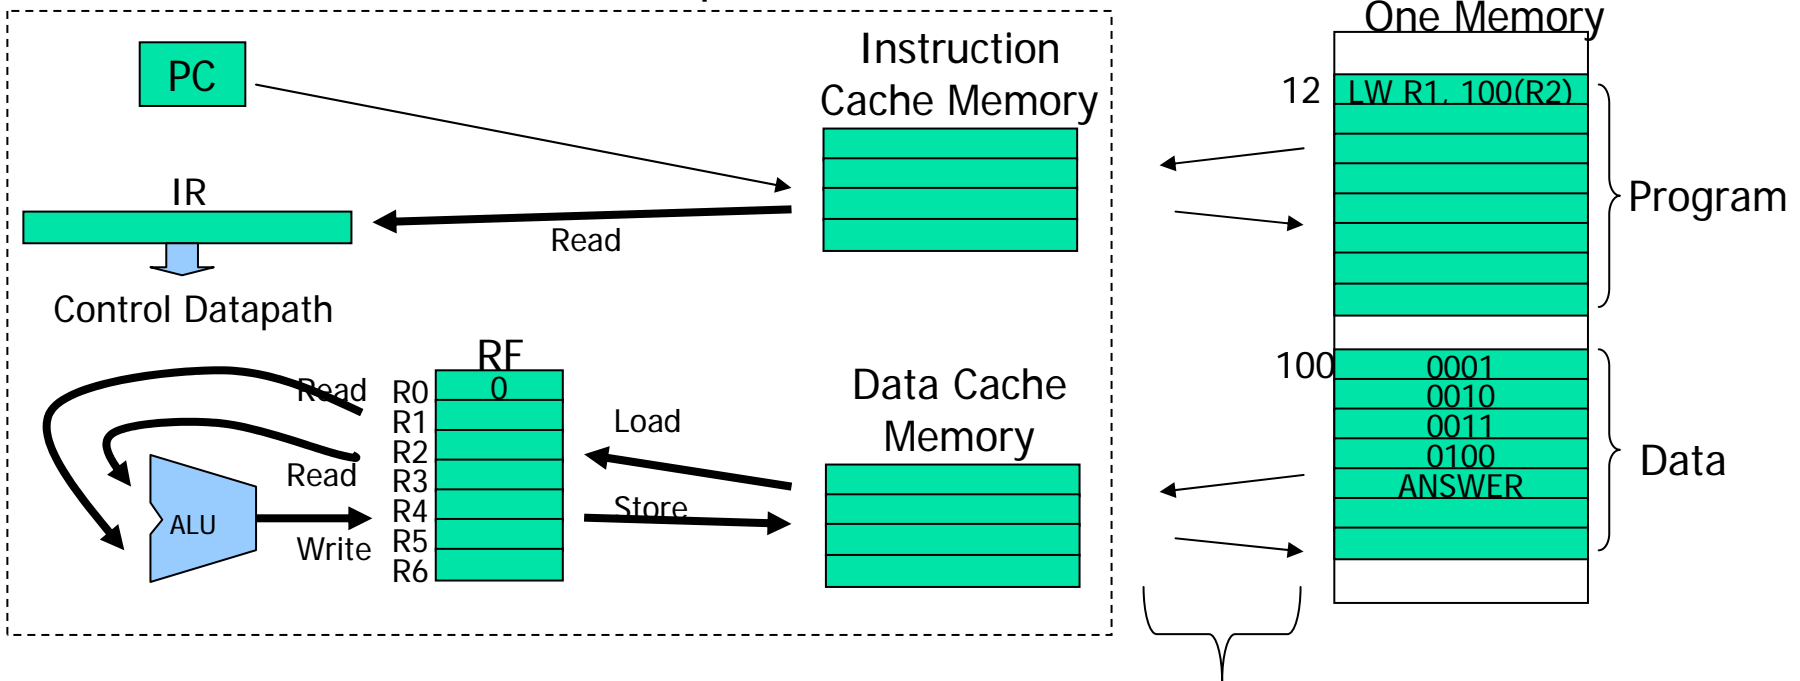 One Memory
PC
Instruction
Cache Memory
12
LW R1, 100(R2)
IR
Read
Program
Control Datapath
RF
100
0001
Read
R0
0
Data Cache
Memory
0010
R1
Load
0011
R2
0100
Data
Read
R3
ANSWER
R4
Store
ALU
Write
R5
R6